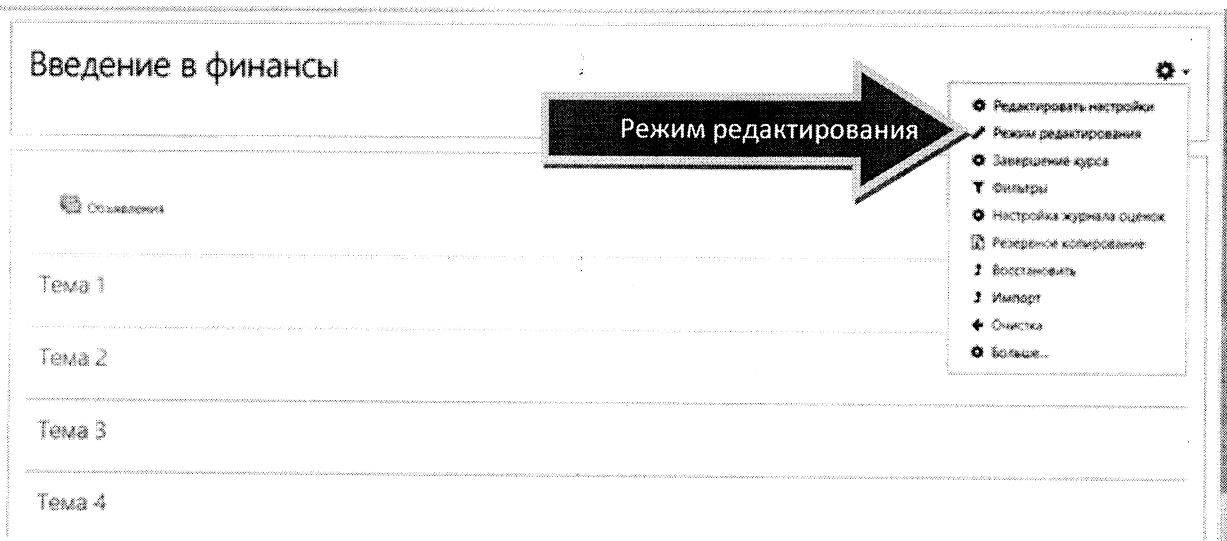 Введение в финансы
Режим редактирования
Редактировать настройки
Режим редактирования
Завершение курса
Фильтры
Настройка журнала оценок
Резервное копирование
Восстановить
Импорт
Очистка
Больше...
Объявления
Тема 1
Тема 2
Тема 3
Тема 4